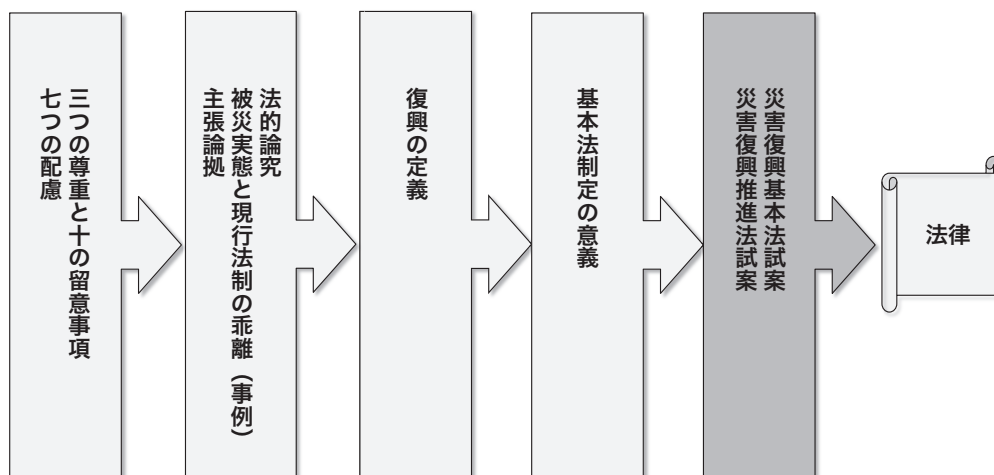 三つの尊重と十の留意事項
七つの配慮
法的論究
被災実態と現行法制の乖離（事例）
主張論拠
復興の定義
基本法制定の意義
災害復興基本法試案
災害復興推進法試案
法律